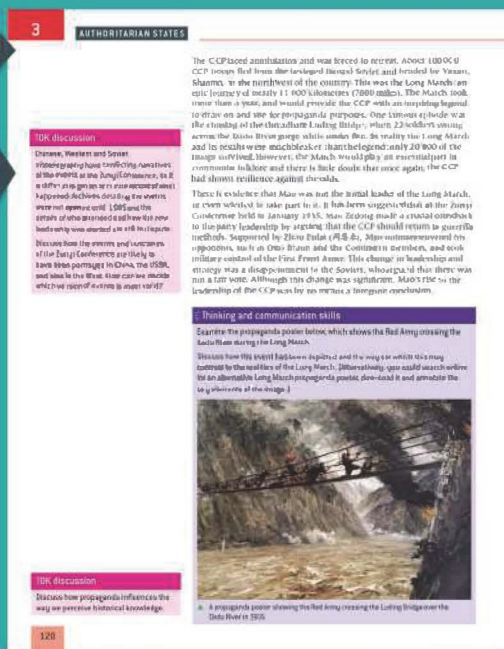 3
AUTHORITARIAN STATES
The CCP faced annihilation and was forced to retreat. About 100 000
CCP troops fled from the besieged Jiangxi Soviet and headed for Yanan,
Shaanxi, in the northwest of the country. This was the Long March: an
epic journey of nearly 11 000 kilometres (7000 miles). The March took
more than a year, and would provide the CCP with an inspiring legend
to draw on and use for propaganda purposes. One famous episode was
the crossing of the treadbare Luding Bridge, when 22 soldiers swung
across the Dadu River gorge while under fire. In reality the Long March
and its results were much bleaker than the legend: only 20 000 of the
troops survived. However, the March would play an essential part in
communist folklore and there is little doubt that once again, the CCP
had shown resilience against the odds.
There is evidence that Mao was not the initial leader of the Long March,
or even wished to take part in it. It has been suggested that at the Zunyi
Conference held in January 1935, Mao Zedong made a crucial comeback
to the party leadership by arguing that the CCP should return to guerrilla
methods. Supported by Zhou Enlai (周恩来), Mao outmanoeuvered his
opponents, such as Otto Braun and the Comintern members, and took
military control of the First Front Army. This change in leadership and
strategy was a disappointment to the Soviets, who argued that there was
not a fair vote. Although this change was significant, Mao's rise to the
leadership of the CCP was by no means a foregone conclusion.
TOK discussion
Chinese, Western and Soviet
historiography have conflicting narratives
of the events at the Zunyi Conference, so it
is difficult to gain an accurate record of what
happened. Archives detailing the events
were not opened until 1985 and the
details of who attended and how the new
leadership was elected are still in dispute.
Discuss how the events and outcomes
of the Zunyi Conference are likely to
have been portrayed in China, the USSR,
and also in the West. How can we decide
which version of events is most valid?
Thinking and communication skills
Examine the propaganda poster below, which shows the Red Army crossing the
Dadu River during the Long March.
Discuss how this event has been depicted and the way in which this may
contrast to the realities of the Long March. (Alternatively, you could search online
for an alternative Long March propaganda poster, download it and annotate the
key elements of the image.)
TOK discussion
Discuss how propaganda influences the
way we perceive historical knowledge.
A propaganda poster showing the Red Army crossing the Luding Bridge over the
Dadu River in 1935.
128